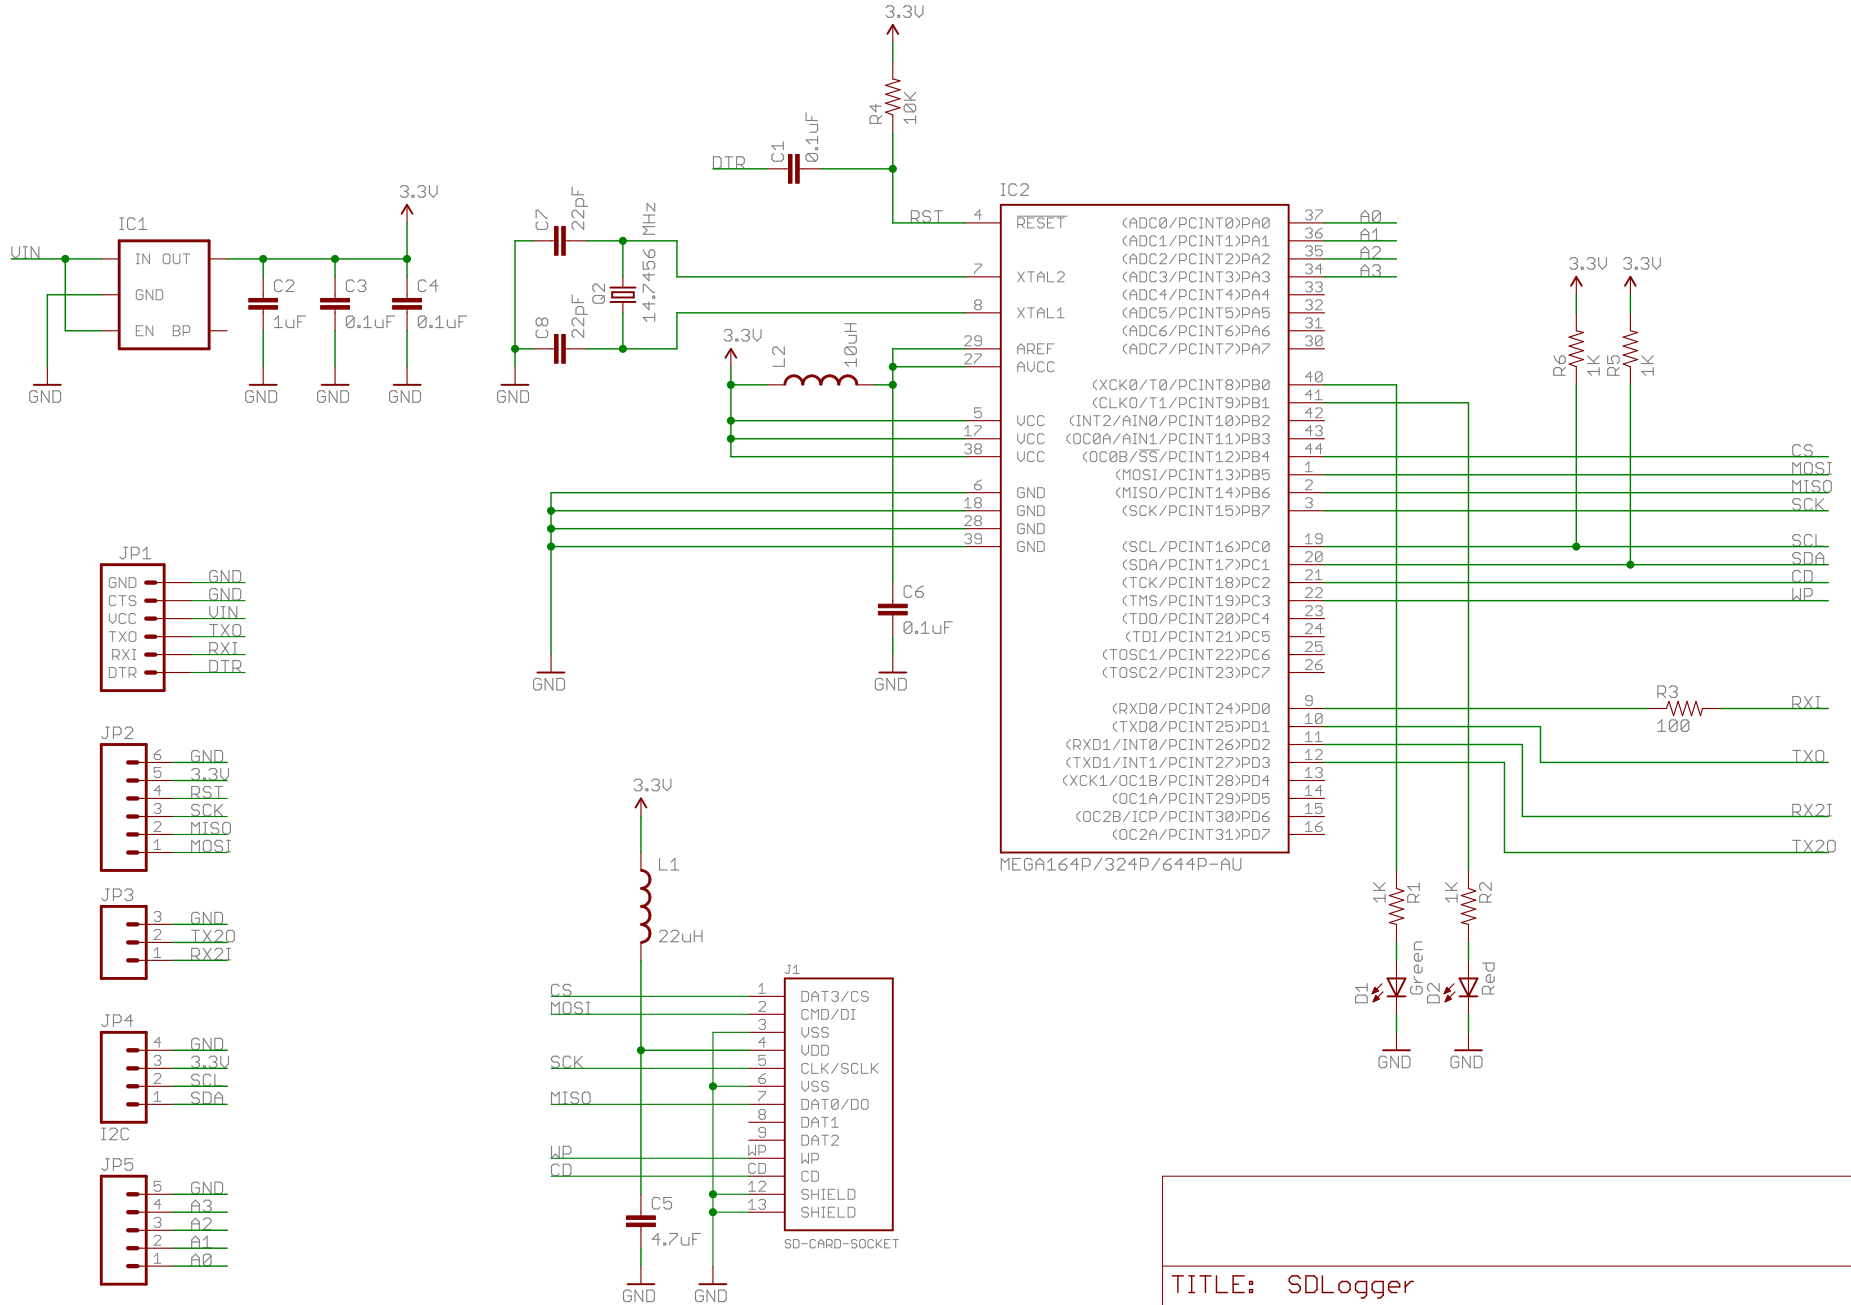 3.3V
R4
10K
DTR
C1
0.1uF
RST
IC1
VIN
IN OUT
GND
EN BP
3.3V
C2
1uF
C3
0.1uF
C4
0.1uF
GND
GND
GND
GND
C7
22pF
C8
22pF
Q2
14.7456 MHz
GND
3.3V
L2
10uH
C6
0.1uF
GND
GND
IC2
4 RESET
7 XTAL2
8 XTAL1
29 AREF
27 AVCC
5 VCC
17 VCC
38 VCC
6 GND
18 GND
28 GND
39 GND
(ADC0/PCINT0)PA0 37 A0
(ADC1/PCINT1)PA1 36 A1
(ADC2/PCINT2)PA2 35 A2
(ADC3/PCINT3)PA3 34 A3
(ADC4/PCINT4)PA4 33
(ADC5/PCINT5)PA5 32
(ADC6/PCINT6)PA6 31
(ADC7/PCINT7)PA7 30
(XCK0/T0/PCINT8)PB0 40
(CLKO/T1/PCINT9)PB1 41
(INT2/AIN0/PCINT10)PB2 42
(OC0A/AIN1/PCINT11)PB3 43
(OC0B/SS/PCINT12)PB4 44 CS
(MOSI/PCINT13)PB5 1 MOSI
(MISO/PCINT14)PB6 2 MISO
(SCK/PCINT15)PB7 3 SCK
(SCL/PCINT16)PC0 19 SCL
(SDA/PCINT17)PC1 20 SDA
(TCK/PCINT18)PC2 21 CD
(TMS/PCINT19)PC3 22 WP
(TDO/PCINT20)PC4 23
(TDI/PCINT21)PC5 24
(TOSC1/PCINT22)PC6 25
(TOSC2/PCINT23)PC7 26
(RXD0/PCINT24)PD0 9 RXI
(TXD0/PCINT25)PD1 10 TXO
(RXD1/INT0/PCINT26)PD2 11 RX2I
(TXD1/INT1/PCINT27)PD3 12 TX2O
(XCK1/OC1B/PCINT28)PD4 13
(OC1A/PCINT29)PD5 14
(OC2B/ICP/PCINT30)PD6 15
(OC2A/PCINT31)PD7 16
MEGA164P/324P/644P-AU
3.3V 3.3V
R6
1K
R5
1K
R3
100
1K
R1
1K
R2
D1
Green
D2
Red
GND
GND
JP1
GND GND
CTS GND
VCC VIN
TXO TXO
RXI RXI
DTR DTR
JP2
6 GND
5 3.3V
4 RST
3 SCK
2 MISO
1 MOSI
JP3
3 GND
2 TX2O
1 RX2I
JP4
4 GND
3 3.3V
2 SCL
1 SDA
I2C
JP5
5 GND
4 A3
3 A2
2 A1
1 A0
3.3V
L1
22uH
J1
CS 1 DAT3/CS
MOSI 2 CMD/DI
3 VSS
4 VDD
SCK 5 CLK/SCLK
6 VSS
MISO 7 DAT0/DO
8 DAT1
9 DAT2
WP WP WP
CD CD CD
12 SHIELD
13 SHIELD
SD-CARD-SOCKET
C5
4.7uF
GND
GND
TITLE: SDLogger